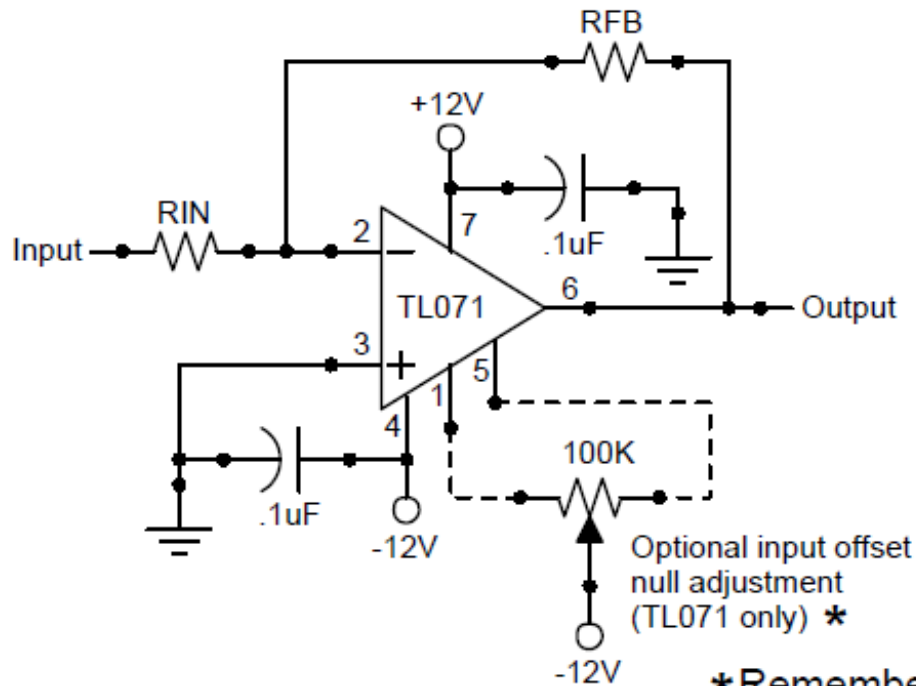 RFB
+12V
RIN
7
.1uF
Input
2
−
TL071
6
Output
3
+
5
1
4
100K
.1uF
-12V
Optional input offset
null adjustment
(TL071 only) *
-12V